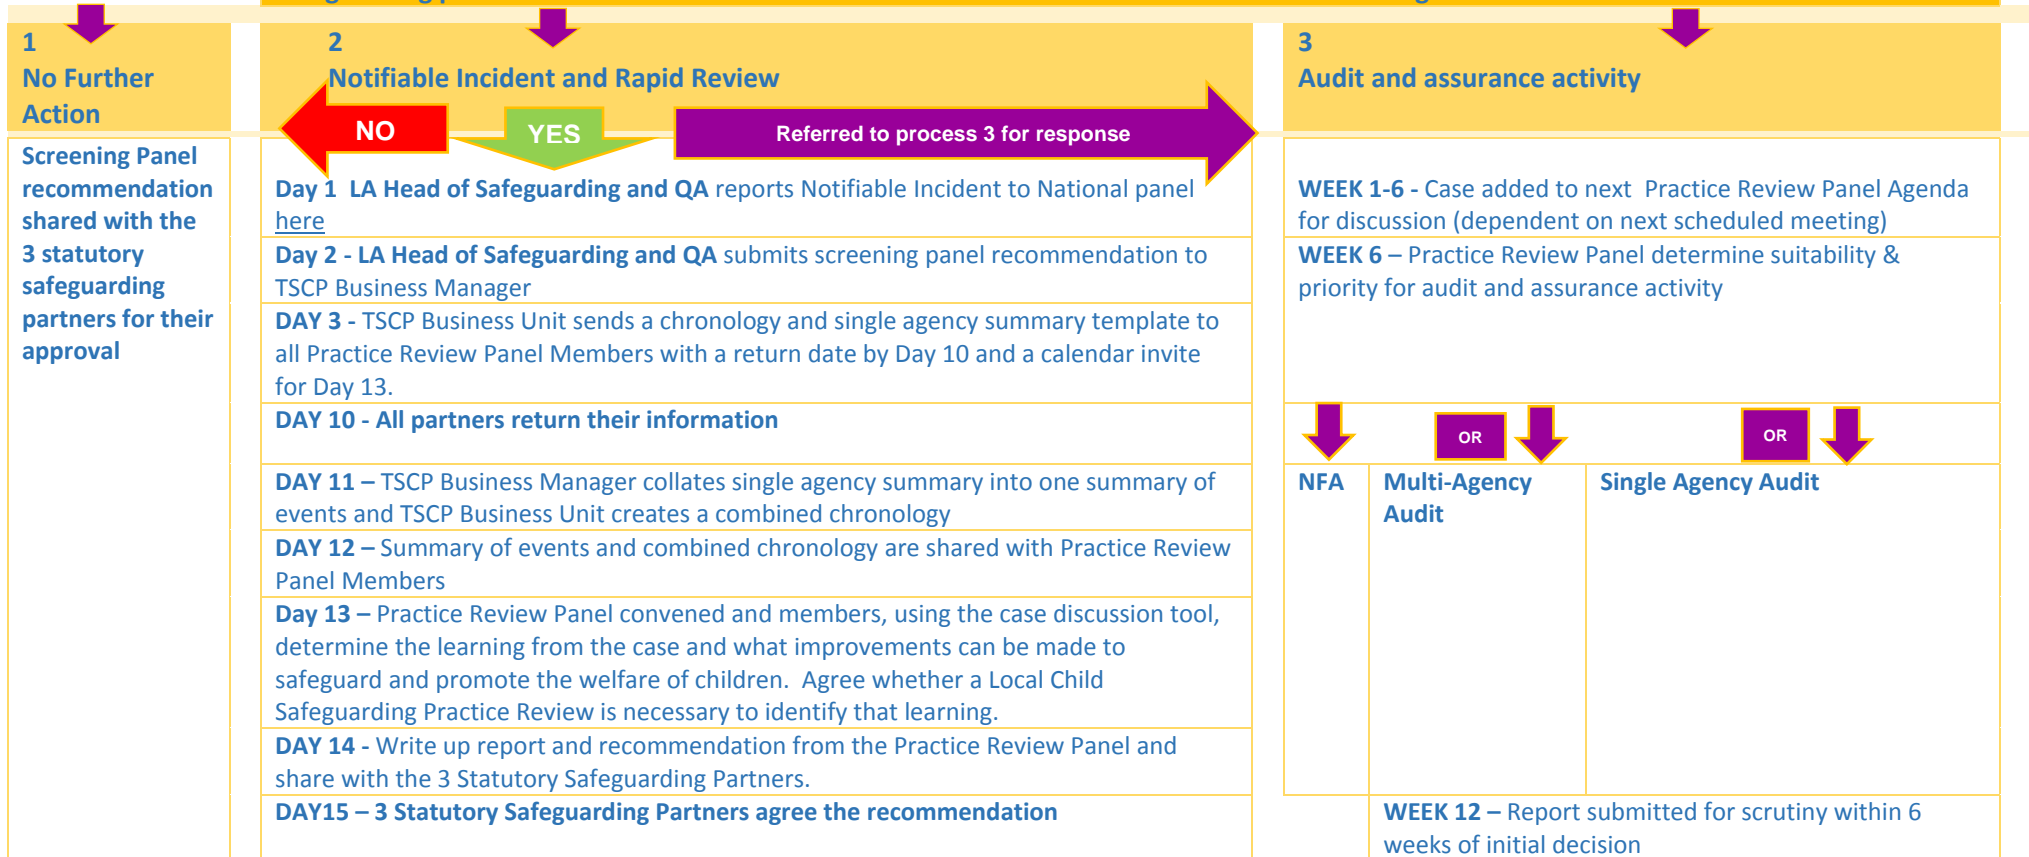 1
No Further
Action
Screening Panel
recommendation
shared with the
3 statutory
safeguarding
partners for their
approval
2
Notifiable Incident and Rapid Review
NO
YES
Referred to process 3 for response
Day 1 LA Head of Safeguarding and QA reports Notifiable Incident to National panel
here
Day 2 - LA Head of Safeguarding and QA submits screening panel recommendation to
TSCP Business Manager
DAY 3 - TSCP Business Unit sends a chronology and single agency summary template to
all Practice Review Panel Members with a return date by Day 10 and a calendar invite
for Day 13.
DAY 10 - All partners return their information
DAY 11 – TSCP Business Manager collates single agency summary into one summary of
events and TSCP Business Unit creates a combined chronology
DAY 12 – Summary of events and combined chronology are shared with Practice Review
Panel Members
Day 13 – Practice Review Panel convened and members, using the case discussion tool,
determine the learning from the case and what improvements can be made to
safeguard and promote the welfare of children.  Agree whether a Local Child
Safeguarding Practice Review is necessary to identify that learning.
DAY 14 - Write up report and recommendation from the Practice Review Panel and
share with the 3 Statutory Safeguarding Partners.
DAY15 – 3 Statutory Safeguarding Partners agree the recommendation
3
Audit and assurance activity
WEEK 1-6 - Case added to next  Practice Review Panel Agenda
for discussion (dependent on next scheduled meeting)
WEEK 6 – Practice Review Panel determine suitability &
priority for audit and assurance activity
OR
OR
NFA
Multi-Agency
Audit
Single Agency Audit
WEEK 12 – Report submitted for scrutiny within 6
weeks of initial decision